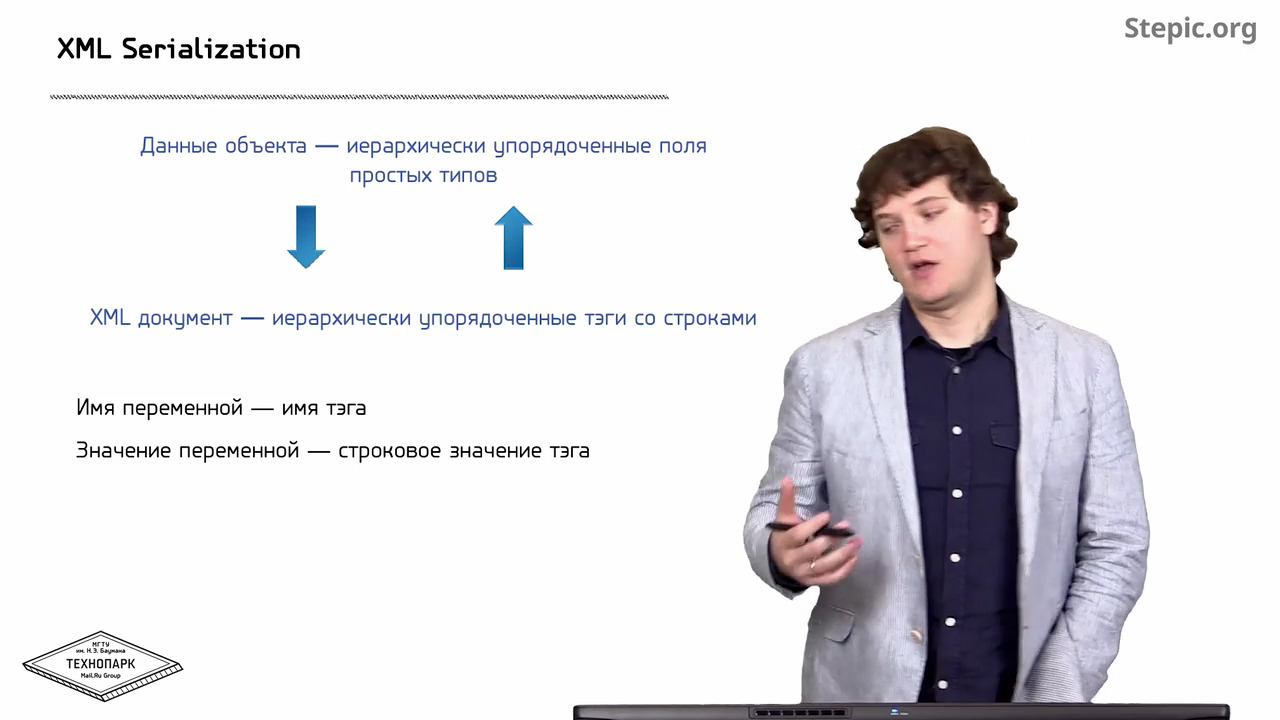 Stepic.org
XML Serialization
Данные объекта — иерархически упорядоченные поля
простых типов
XML документ — иерархически упорядоченные тэги со строками
Имя переменной — имя тэга
Значение переменной — строковое значение тэга
МГТУ
им. Н.Э. Баумана
ТЕХНОПАРК
Mail.Ru Group